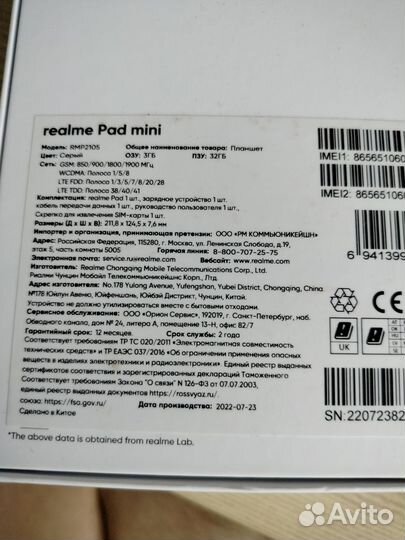 realme Pad mini
Модель: RMP2105 Общее наименование товара: Планшет
Цвет: Серый ОЗУ: 3ГБ ПЗУ: 32ГБ
Сеть: GSM: 850/900/1800/1900 МГц
WCDMA: Полоса 1/5/8
LTE FDD: Полоса 1/3/5/7/8/20/28
LTE TDD: Полоса 38/40/41
Комплектация: realme Pad 1 шт., зарядное устройство 1 шт.,
кабель передачи данных 1 шт., руководство пользователя 1 шт.,
Скрепка для извлечения SIM-карты 1 шт.
Размеры (Д х Ш х В): 211,8 х 124,5 х 7,6 мм
Импортер и организация, принимающая претензии: ООО «РМ КОММЬЮНИКЕЙШН»
Адрес: Российская Федерация, 115280, г. Москва, ул. Ленинская Слобода, д.19,
этаж 5, часть комнаты 5005 Горячая линия: 8-800-707-25-75
Эл. почта: service.ru@realme.com Вебсайт: www.realme.com
Изготовитель: Realme Chongqing Mobile Telecommunications Corp., Ltd.
Риалми Чунцин Мобайл Телекоммьюникейшнс Корп., Лтд.
Адрес изготовителя: No.178 Yulong Avenue, Yufengshan, Yubei District, Chongqing, China
№178 Юйлун Авеню, Юйфеншань, Юйбэй Дистрикт, Чунцин, Китай.
Устройство не должно утилизироваться вместе с бытовыми отходами
Сервисное обслуживание: ООО «Орион Сервис», 192019, г. Санкт-Петербург, наб.
Обводного канала, дом № 24, литера А, помещение 13-Н, офис 82/7
Гарантийный срок: 12 месяцев. Срок службы: 2 года
Соответствует требованиям ТР ТС 020/2011 «Электромагнитная совместимость
технических средств» и ТР ЕАЭС 037/2016 «Об ограничении применения опасных
веществ в изделиях электротехники и радиоэлектроники» Единый реестр выданных
сертификатов соответствия и зарегистрированных деклараций Таможенного
союза: https://fsa.gov.ru/ Соответствует требованиям Закона "О связи" N 126-ФЗ от 07.07.2003,
единый реестр выданных документов https://rossvyaz.ru/
Сделано в Китае Дата производства: 2022-07-23
*The above data is obtained from realme Lab.
IMEI1: 865651060
IMEI2: 865651060
6 941399
CE
UK
SN:22072382
Avito